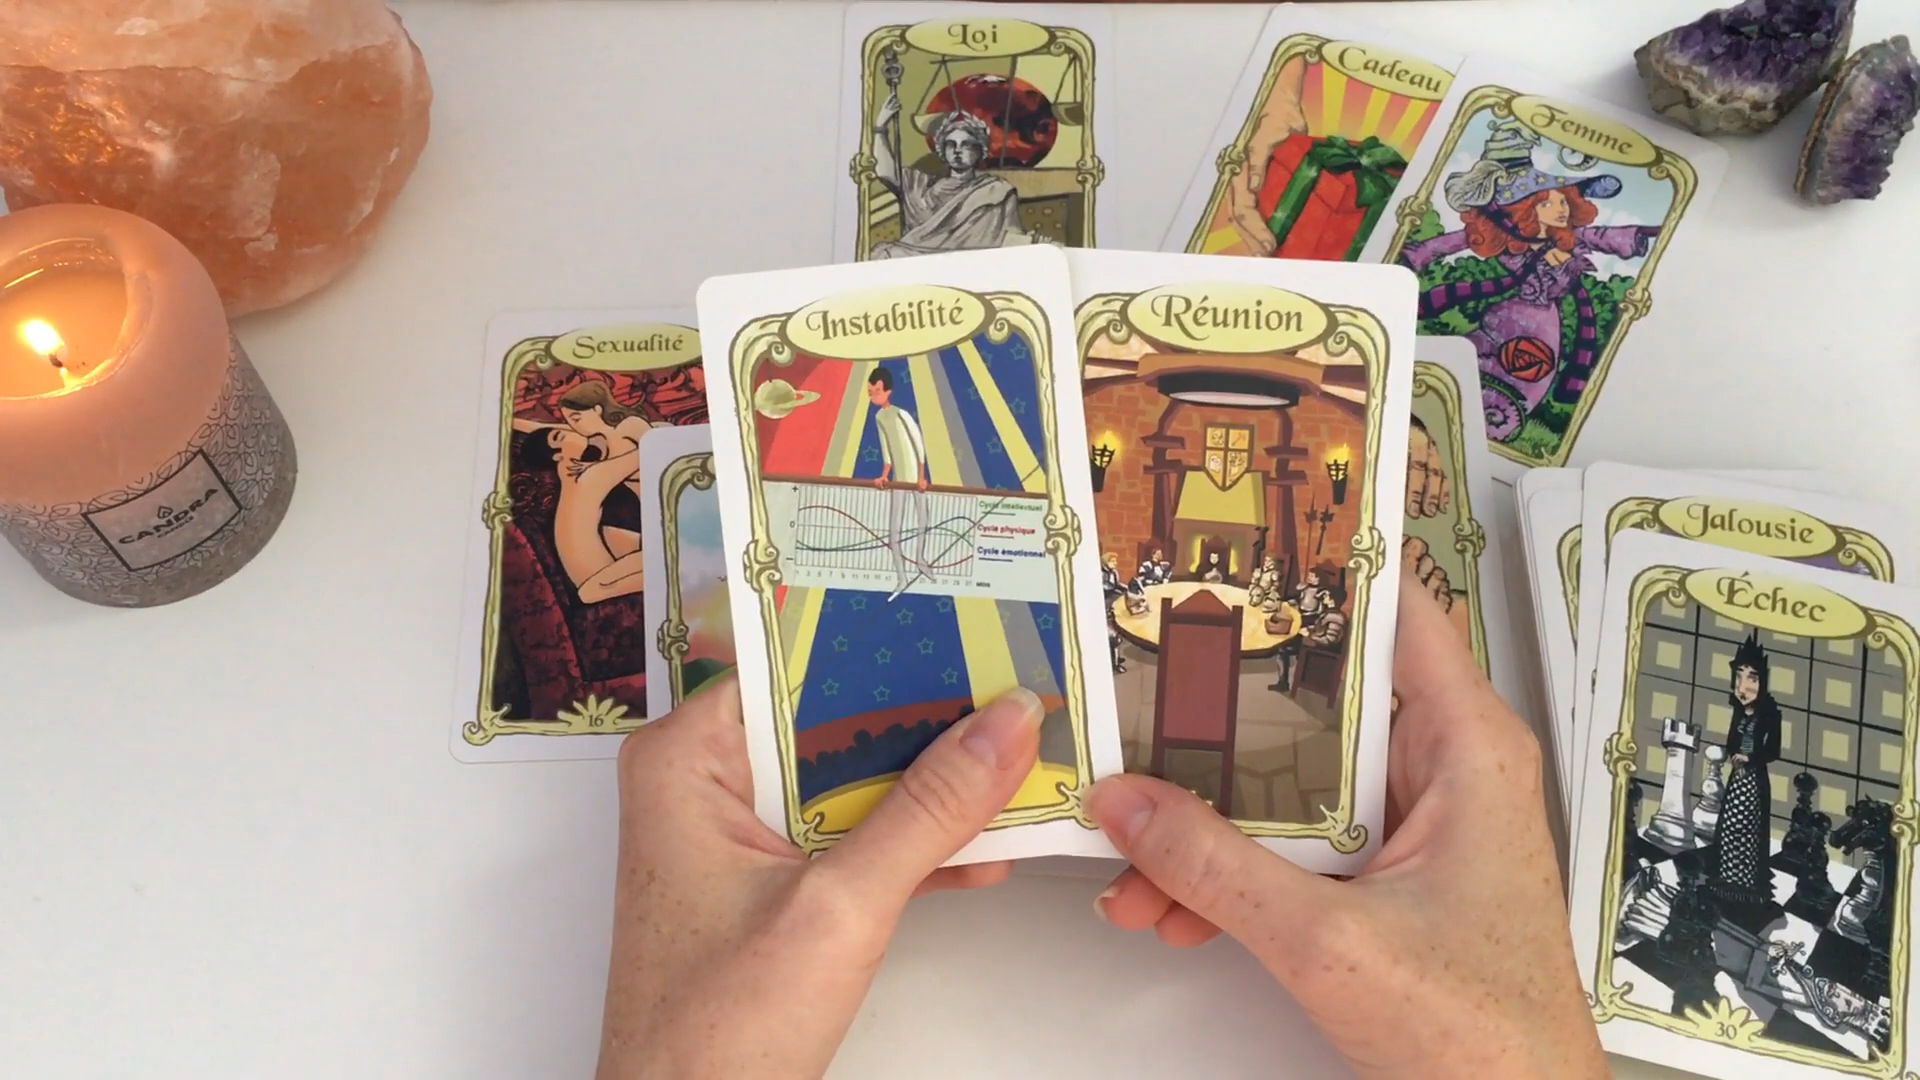 Loi
Cadeau
Femme
Instabilité
Réunion
Sexualité
Cycle intellectuel
Cycle physique
Cycle émotionnel
CANDRA
Jalousie
Échec
16
30